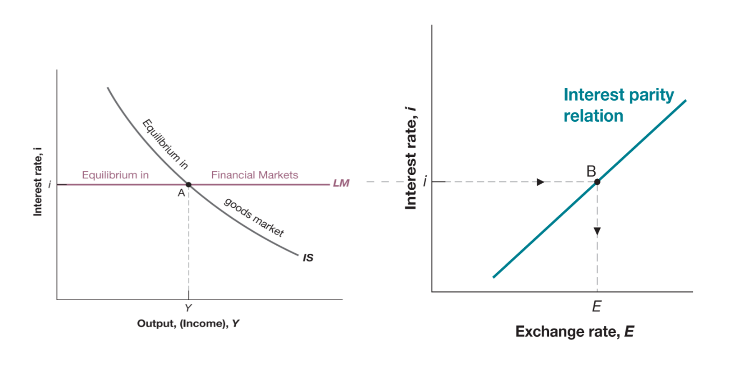 Interest rate, i
Equilibrium in
goods market
Equilibrium in
Financial Markets
LM
i
A
IS
Y
Output, (Income), Y
Interest rate, i
Interest parity
relation
B
i
E
Exchange rate, E